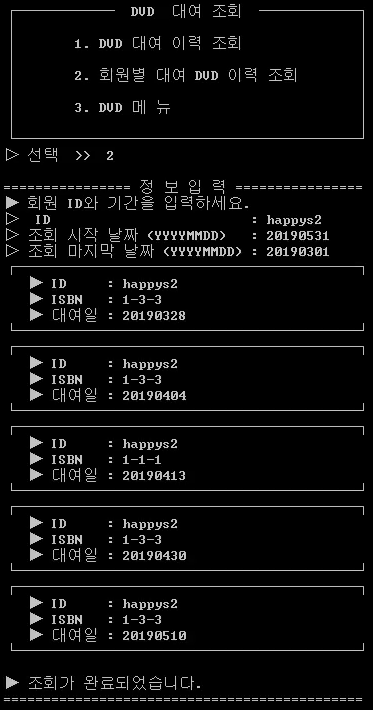 DVD 대여 조회
1. DVD 대여 이력 조회
2. 회원별 대여 DVD 이력 조회
3. DVD 메 뉴
▷ 선택 >> 2
================ 정 보 입 력 ================
▶ 회원 ID와 기간을 입력하세요.
▷ ID : happys2
▷ 조회 시작 날짜 (YYYYMMDD) : 20190531
▷ 조회 마지막 날짜 (YYYYMMDD) : 20190301
▶ ID : happys2
▶ ISBN : 1-3-3
▶ 대여일 : 20190328
▶ ID : happys2
▶ ISBN : 1-3-3
▶ 대여일 : 20190404
▶ ID : happys2
▶ ISBN : 1-1-1
▶ 대여일 : 20190413
▶ ID : happys2
▶ ISBN : 1-3-3
▶ 대여일 : 20190430
▶ ID : happys2
▶ ISBN : 1-3-3
▶ 대여일 : 20190510
▶ 조회가 완료되었습니다.
=============================================